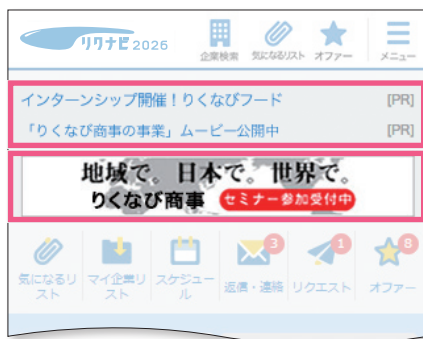 リクナビ2026
企業検索 気になるリスト オファー メニュー
インターンシップ開催！りくなびフード [PR]
「りくなび商事の事業」ムービー公開中 [PR]
地域で。日本で。世界で。
りくなび商事 セミナー参加受付中
3 1 8
気になるリスト マイ企業リスト スケジュール 返信・連絡 リクエスト オファー